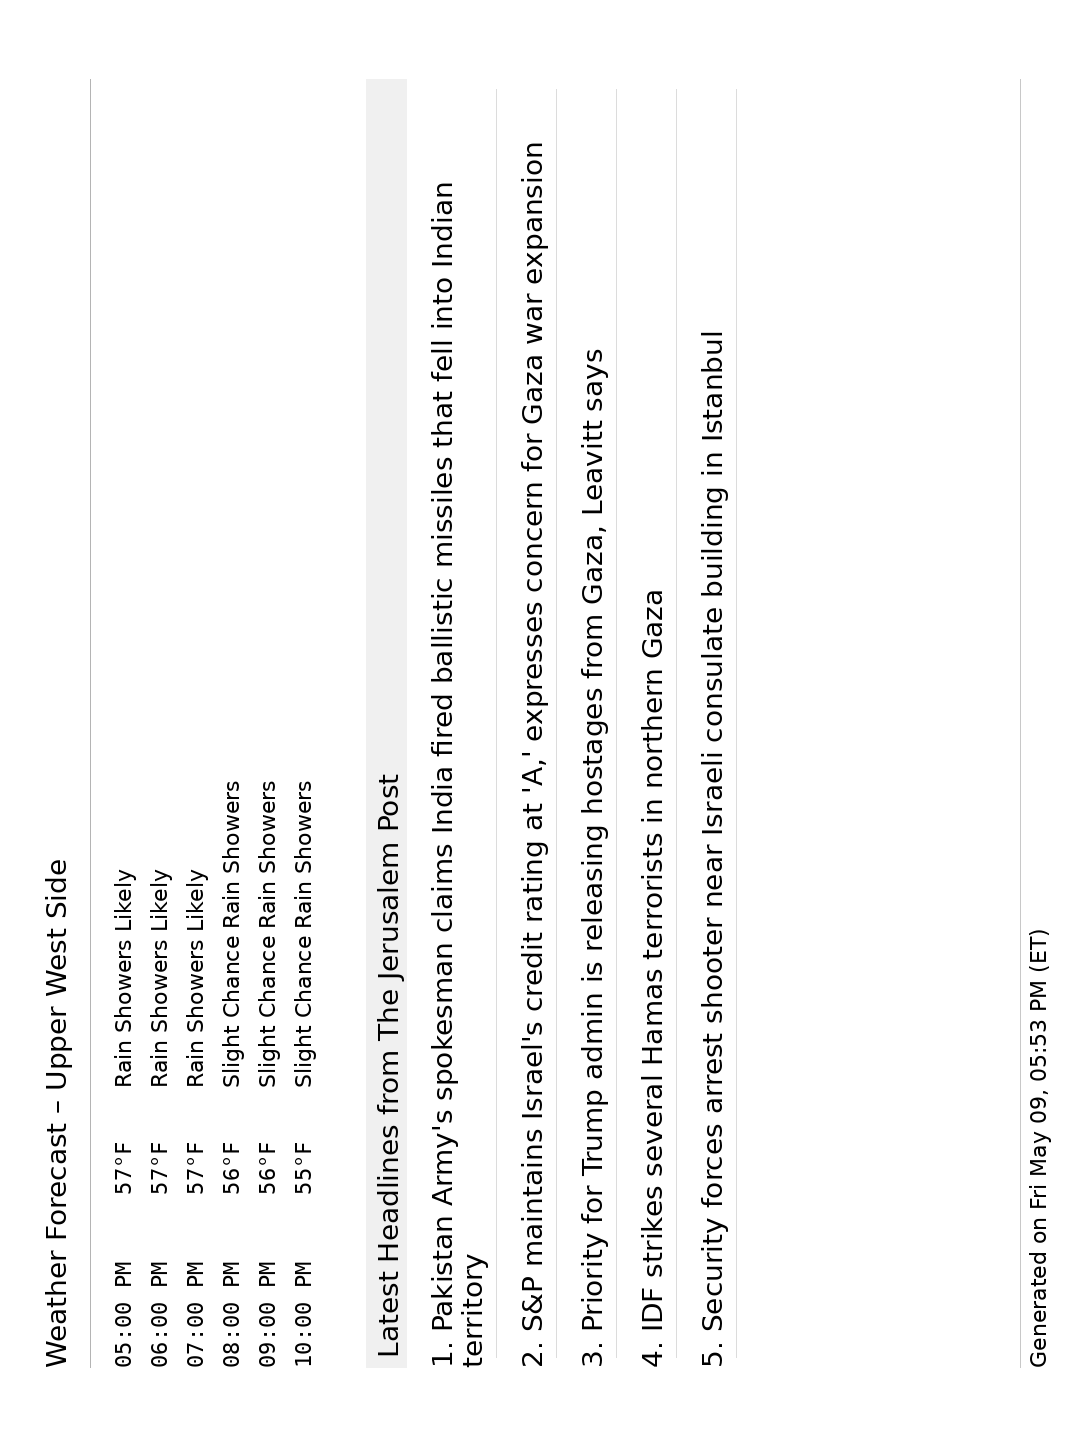 Weather Forecast – Upper West Side
05:00 PM 57°F Rain Showers Likely
06:00 PM 57°F Rain Showers Likely
07:00 PM 57°F Rain Showers Likely
08:00 PM 56°F Slight Chance Rain Showers
09:00 PM 56°F Slight Chance Rain Showers
10:00 PM 55°F Slight Chance Rain Showers
Latest Headlines from The Jerusalem Post
1. Pakistan Army's spokesman claims India fired ballistic missiles that fell into Indian
territory
2. S&P maintains Israel's credit rating at 'A,' expresses concern for Gaza war expansion
3. Priority for Trump admin is releasing hostages from Gaza, Leavitt says
4. IDF strikes several Hamas terrorists in northern Gaza
5. Security forces arrest shooter near Israeli consulate building in Istanbul
Generated on Fri May 09, 05:53 PM (ET)